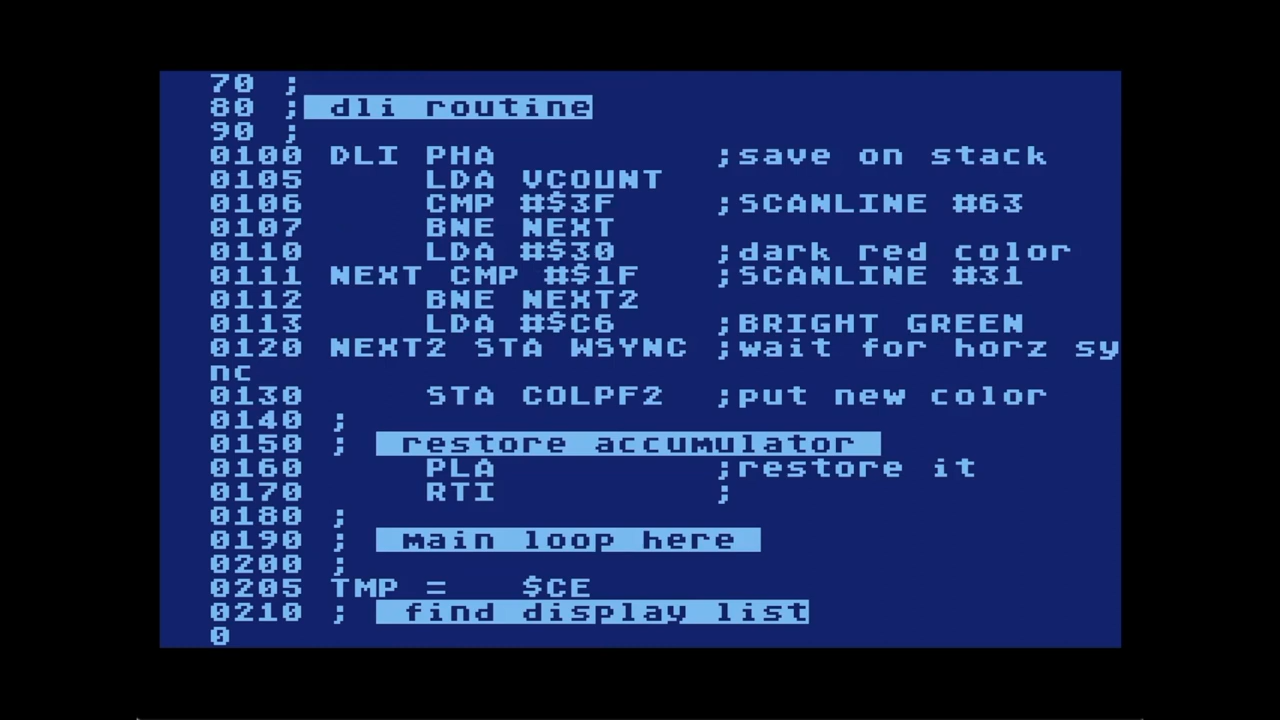 70 ;
80 ; dli routine
90 ;
0100 DLI PHA ;save on stack
0105 LDA VCOUNT
0106 CMP #$3F ;SCANLINE #63
0107 BNE NEXT
0110 LDA #$30 ;dark red color
0111 NEXT CMP #$1F ;SCANLINE #31
0112 BNE NEXT2
0113 LDA #$C6 ;BRIGHT GREEN
0120 NEXT2 STA WSYNC ;wait for horz sy
nc
0130 STA COLPF2 ;put new color
0140 ;
0150 ; restore accumulator
0160 PLA ;restore it
0170 RTI ;
0180 ;
0190 ; main loop here
0200 ;
0205 TMP = $CE
0210 ; find display list
0